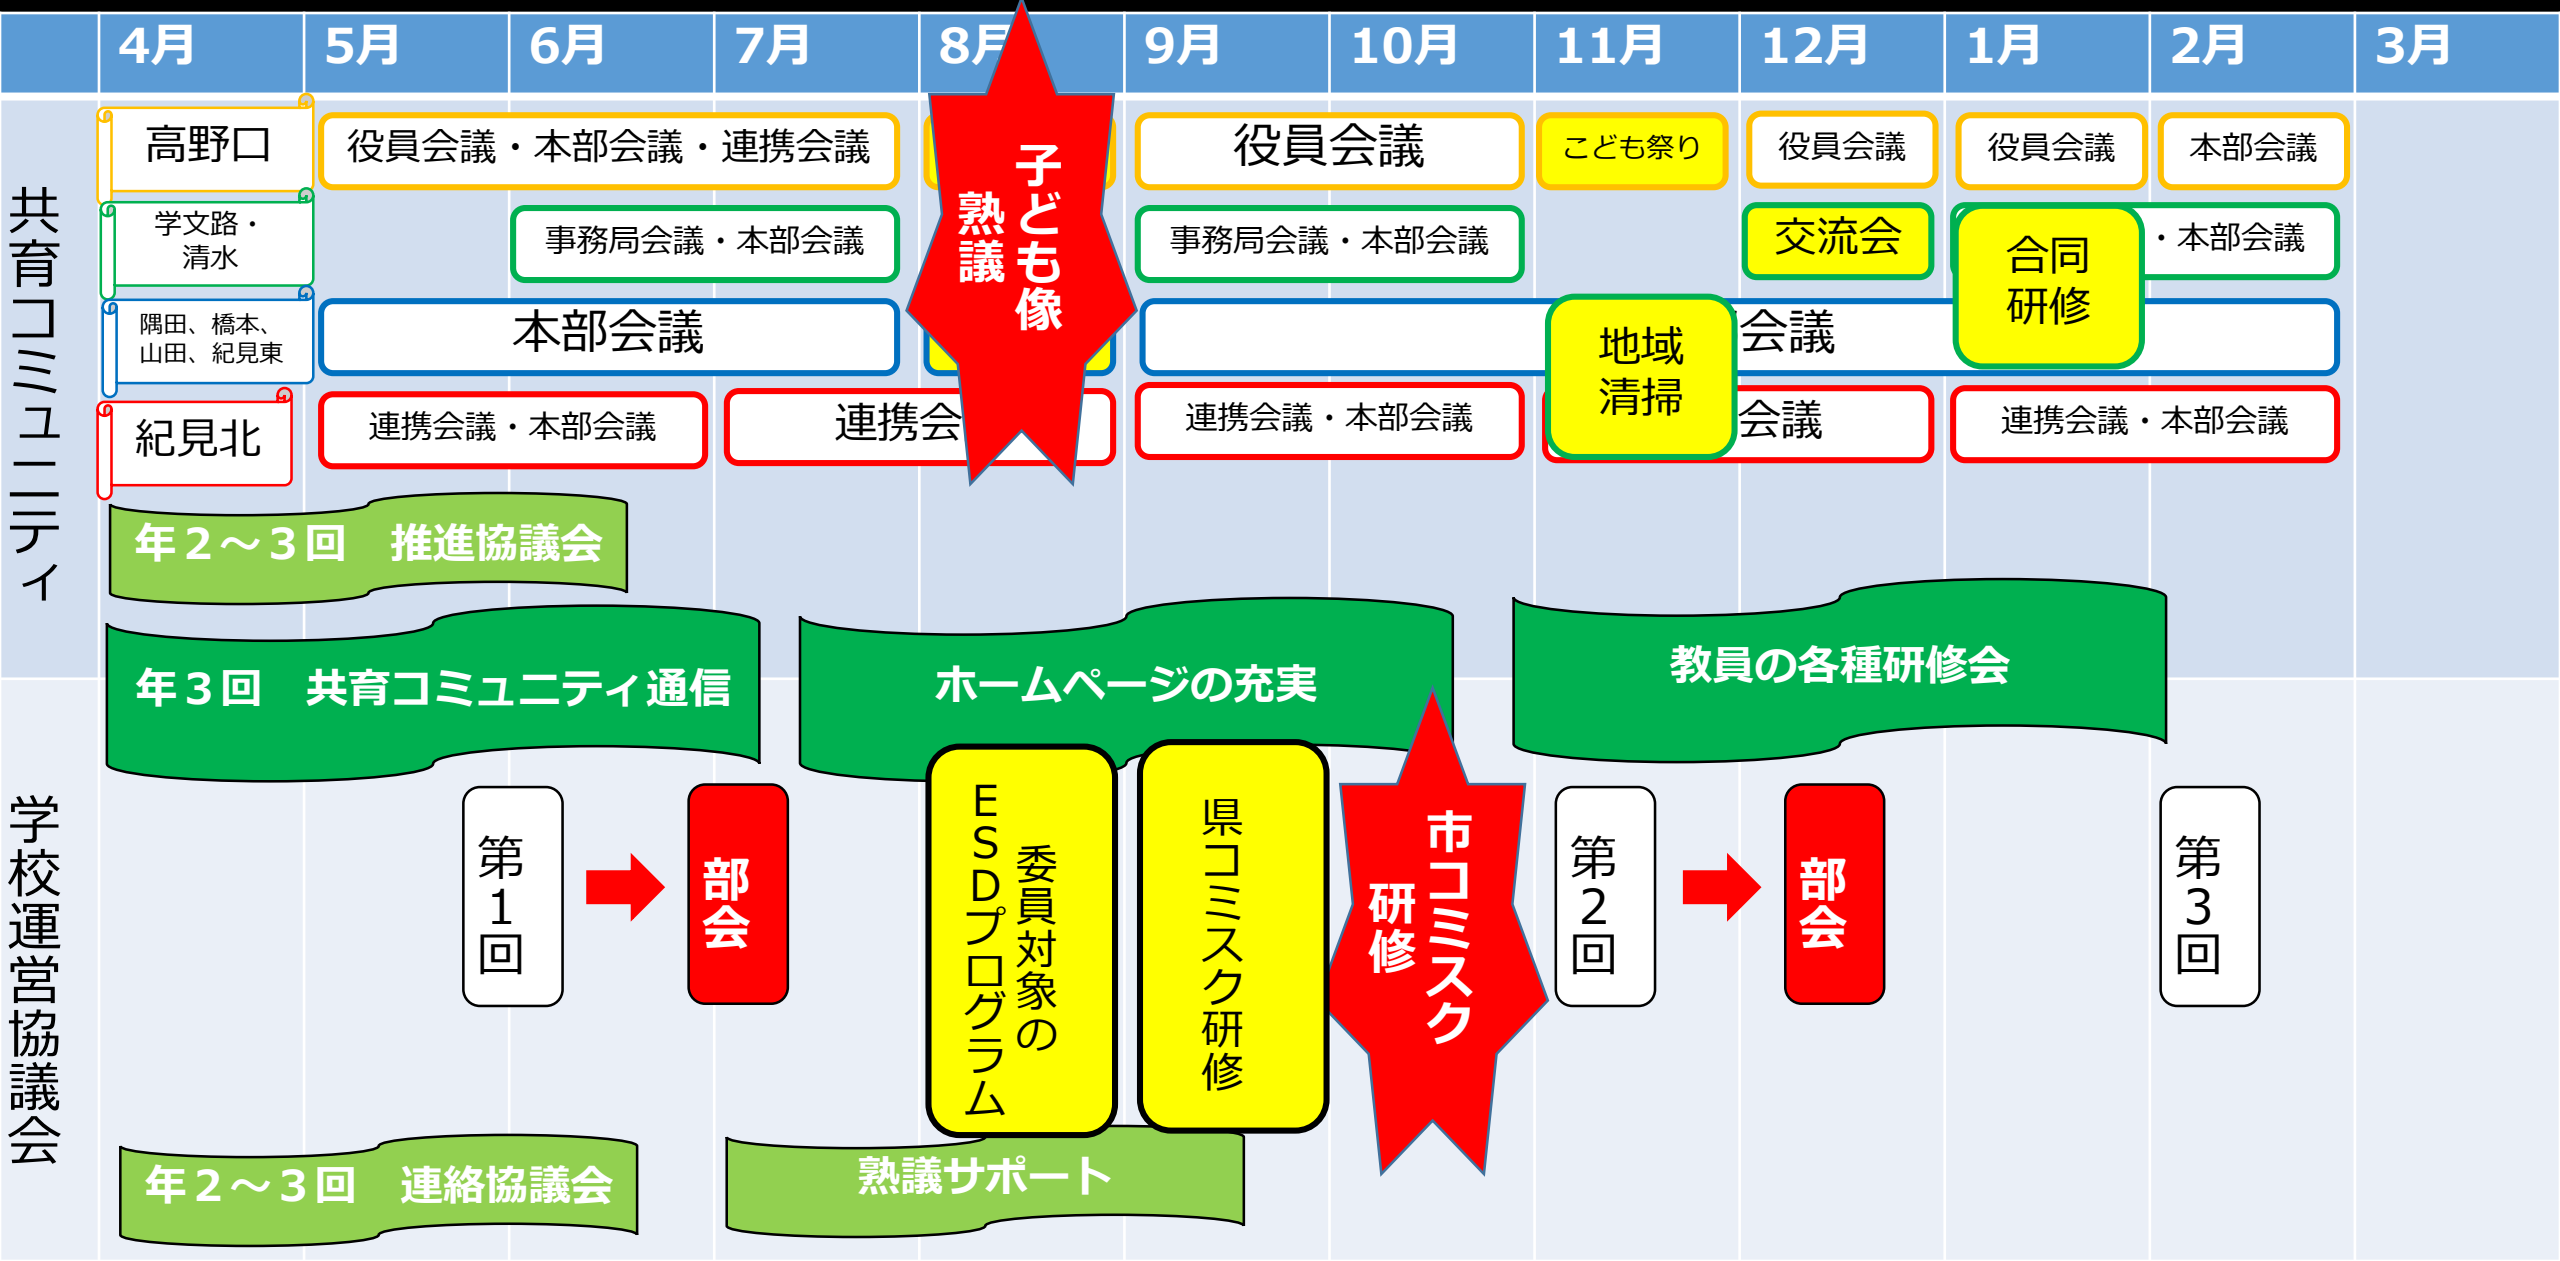 4月
5月
6月
7月
8月
9月
10月
11月
12月
1月
2月
3月
共育コミュニティ
高野口
役員会議・本部会議・連携会議
役員会議
こども祭り
役員会議
役員会議
本部会議
学文路・
清水
事務局会議・本部会議
事務局会議・本部会議
交流会
・本部会議
合同
研修
隅田、橋本、
山田、紀見東
本部会議
会議
地域
清掃
紀見北
連携会議・本部会議
連携会
連携会議・本部会議
会議
連携会議・本部会議
子ども像
熟議
年２～３回　推進協議会
年３回　共育コミュニティ通信
ホームページの充実
教員の各種研修会
学校運営協議会
第１回
部会
委員対象の
ＥＳＤプログラム
県コミスク研修
市コミスク
研修
第２回
部会
第３回
年２～３回　連絡協議会
熟議サポート